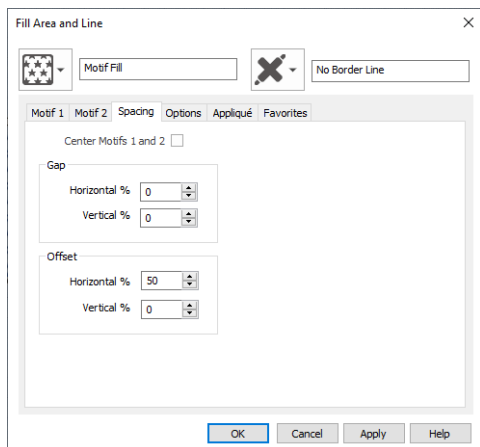 Fill Area and Line
Motif Fill
No Border Line
Motif 1 Motif 2 Spacing Options Appliqué Favorites
Center Motifs 1 and 2
Gap
Horizontal % 0
Vertical % 0
Offset
Horizontal % 50
Vertical % 0
OK Cancel Apply Help